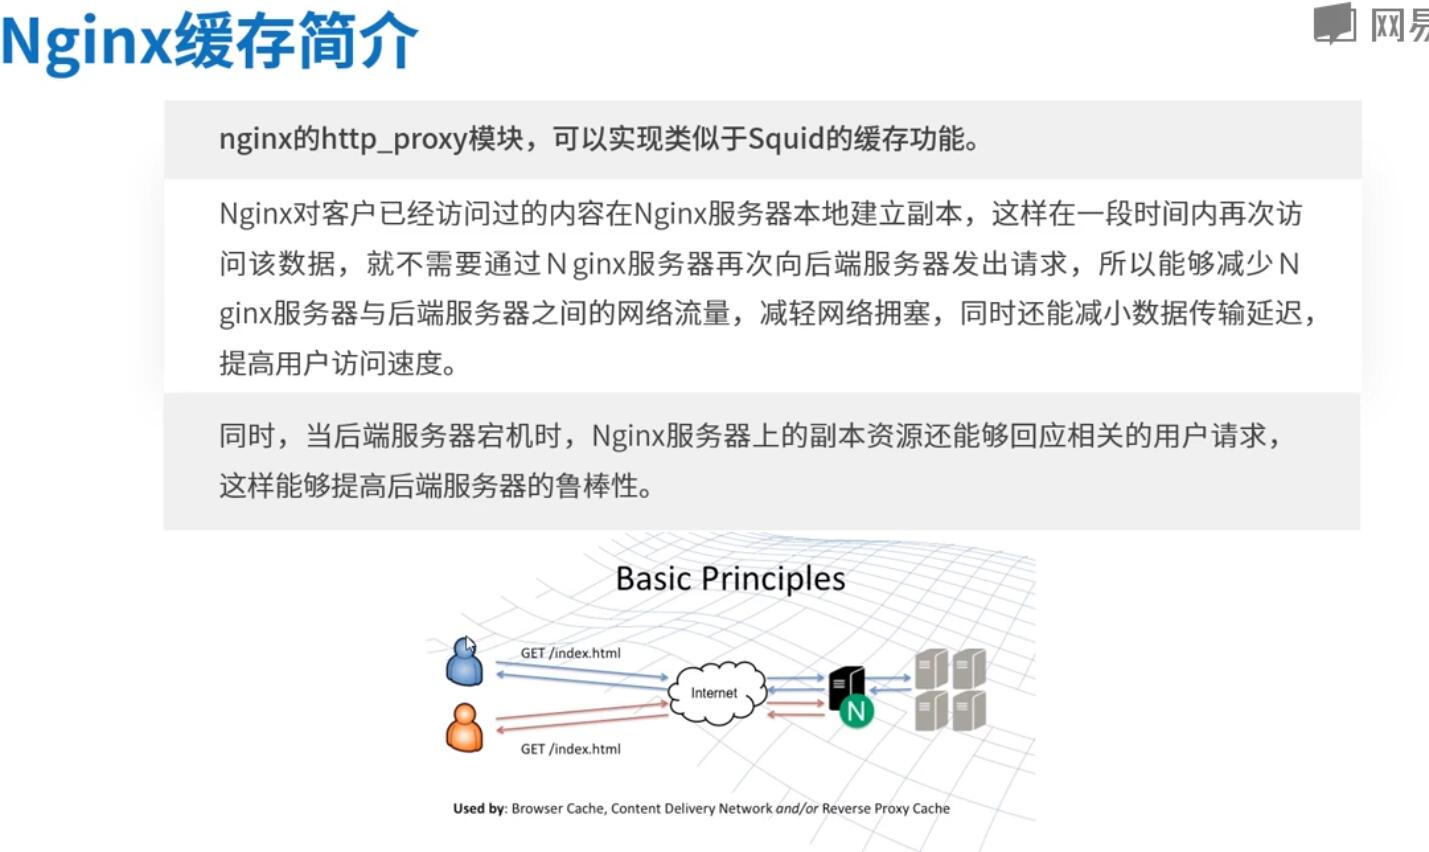 Nginx缓存简介
网易
nginx的http_proxy模块，可以实现类似于Squid的缓存功能。
Nginx对客户已经访问过的内容在Nginx服务器本地建立副本，这样在一段时间内再次访
问该数据，就不需要通过Ｎginx服务器再次向后端服务器发出请求，所以能够减少Ｎ
ginx服务器与后端服务器之间的网络流量，减轻网络拥塞，同时还能减小数据传输延迟，
提高用户访问速度。
同时，当后端服务器宕机时，Nginx服务器上的副本资源还能够回应相关的用户请求，
这样能够提高后端服务器的鲁棒性。
Basic Principles
GET /index.html
Internet
N
GET /index.html
Used by: Browser Cache, Content Delivery Network and/or Reverse Proxy Cache